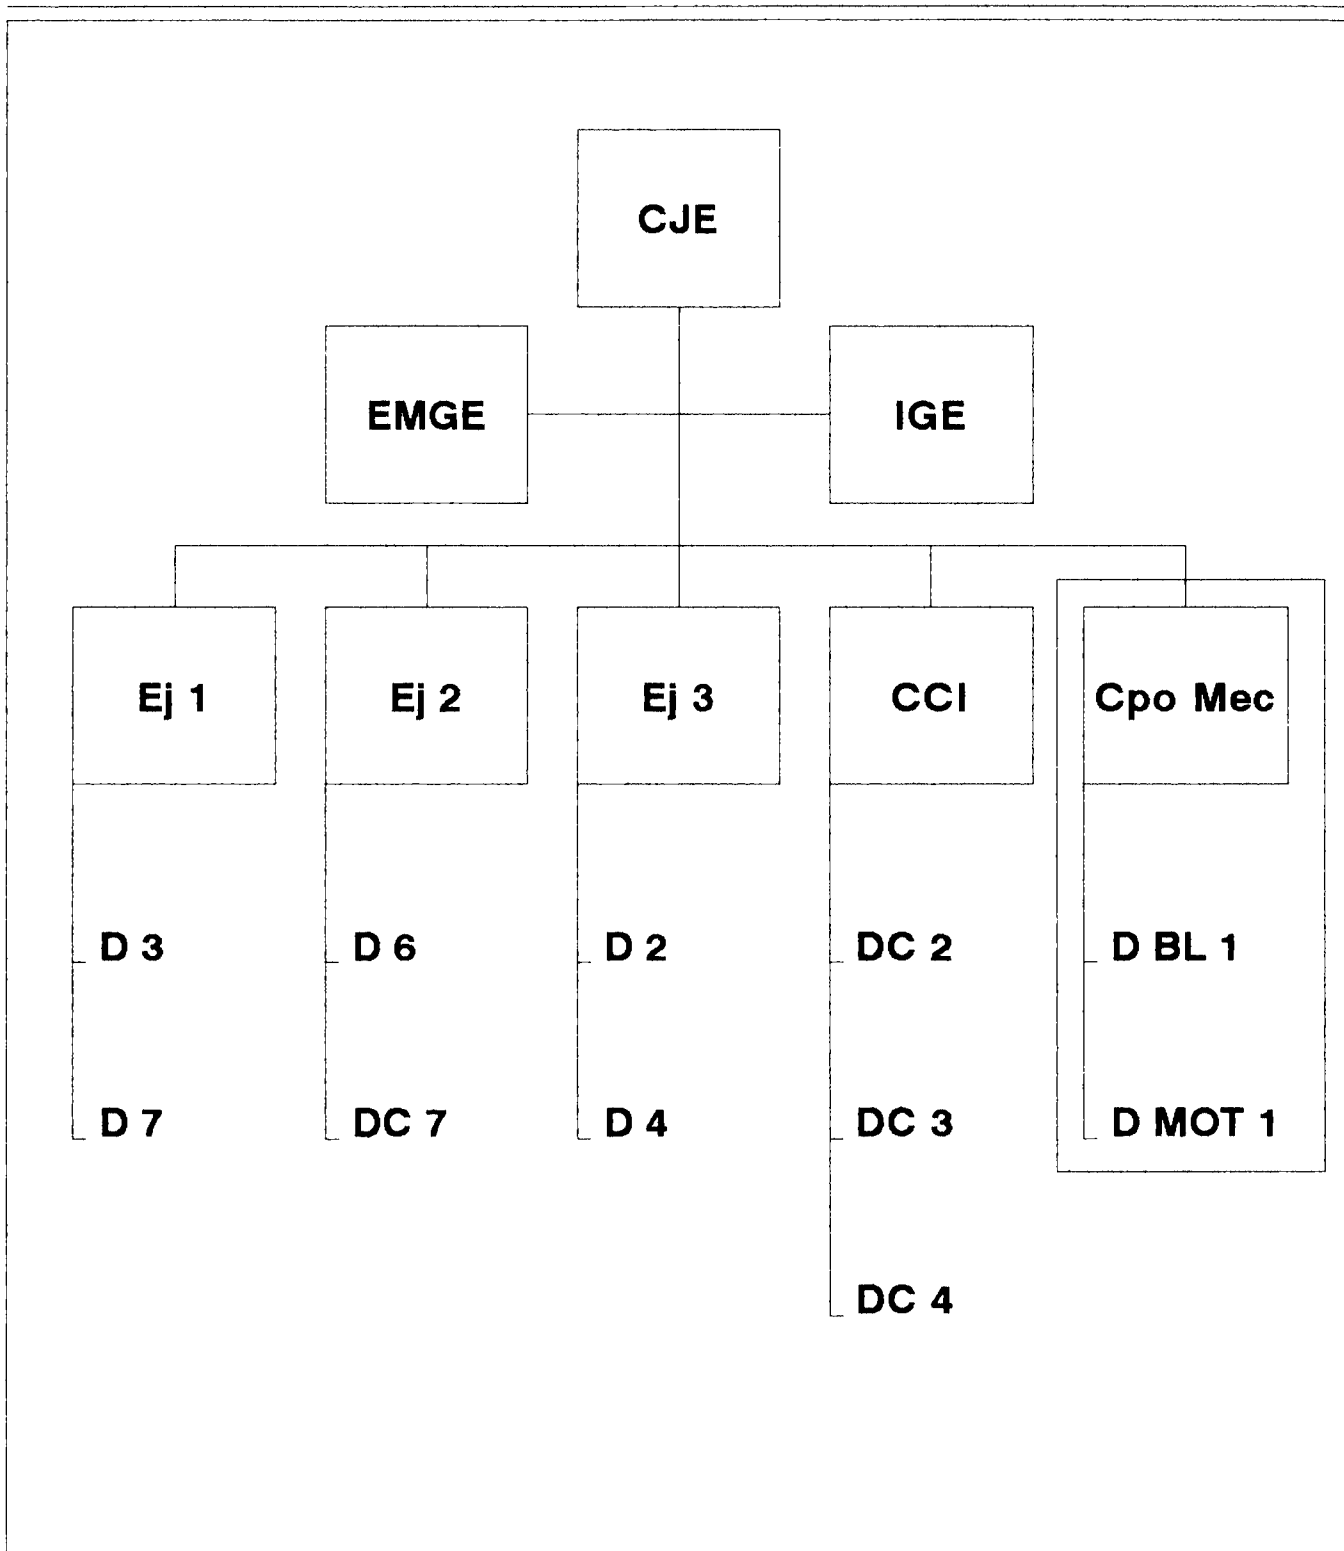 CJE
EMGE
IGE
Ej 1
Ej 2
Ej 3
CCI
Cpo Mec
D 3
D 6
D 2
DC 2
D BL 1
D 7
DC 7
D 4
DC 3
D MOT 1
DC 4